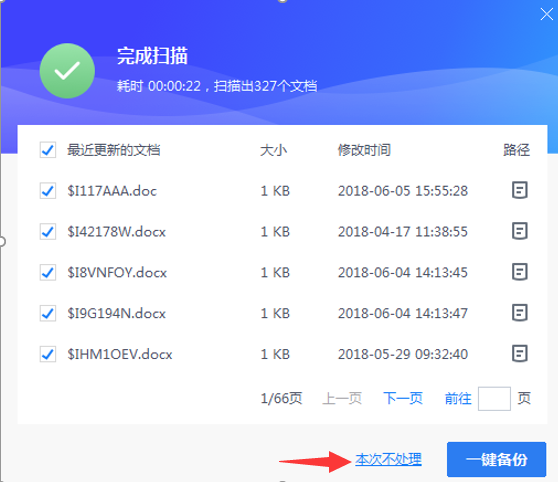 完成扫描
耗时 00:00:22，扫描出327个文档
最近更新的文档 大小 修改时间 路径
$I117AAA.doc 1 KB 2018-06-05 15:55:28
$I42178W.docx 1 KB 2018-04-17 11:38:55
$I8VNFOY.docx 1 KB 2018-06-04 14:13:45
$I9G194N.docx 1 KB 2018-06-04 14:13:47
$IHM1OEV.docx 1 KB 2018-05-29 09:32:40
1/66页 上一页 下一页 前往 页
本次不处理 一键备份